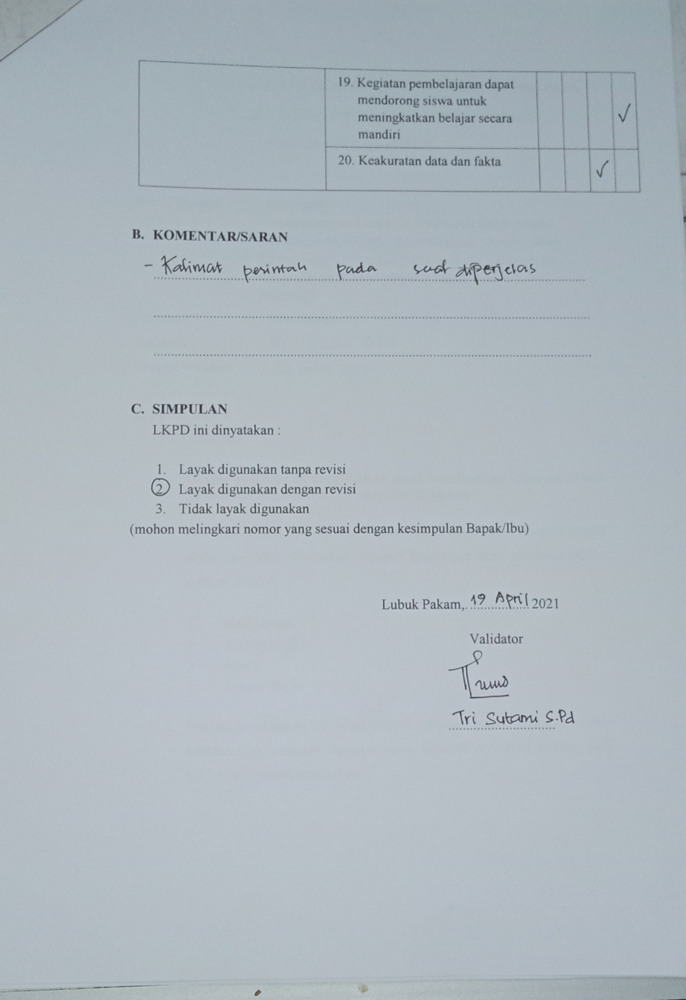 19. Kegiatan pembelajaran dapat
mendorong siswa untuk
meningkatkan belajar secara
mandiri
✓
20. Keakuratan data dan fakta
✓
B. KOMENTAR/SARAN
- Kalimat perintah pada soal diperjelas
C. SIMPULAN
LKPD ini dinyatakan :
1. Layak digunakan tanpa revisi
2. Layak digunakan dengan revisi
3. Tidak layak digunakan
(mohon melingkari nomor yang sesuai dengan kesimpulan Bapak/Ibu)
Lubuk Pakam, 19 April 2021
Validator
Tri Sutami S.Pd